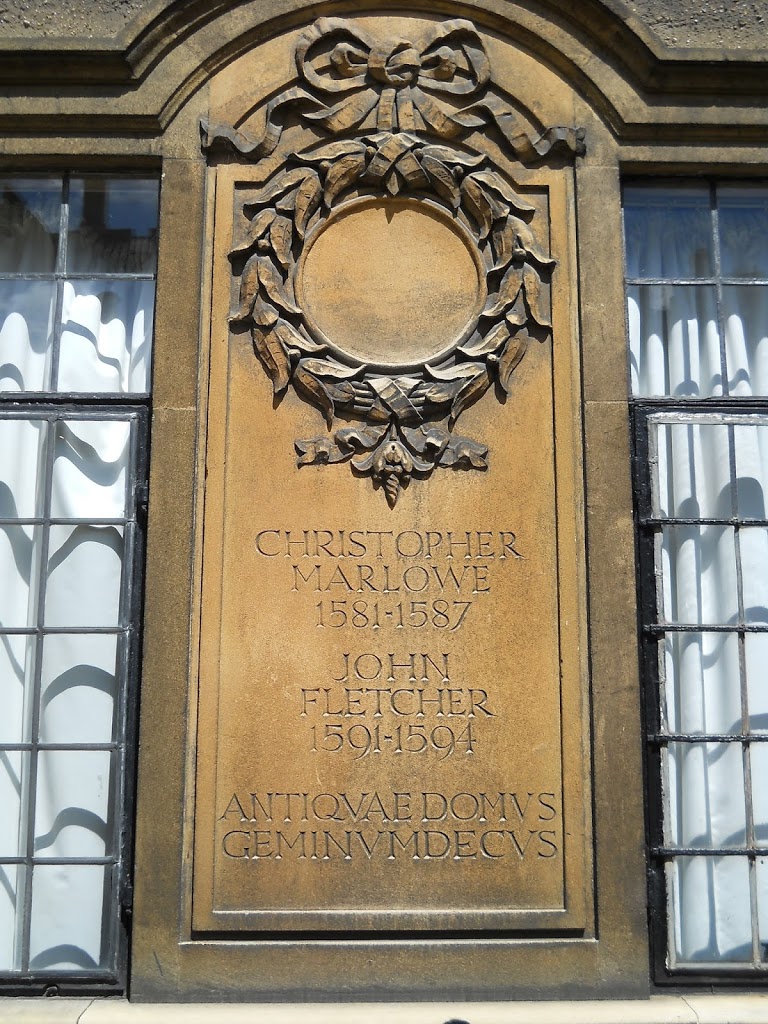 CHRISTOPHER
MARLOWE
1581-1587
JOHN
FLETCHER
1591-1594
ANTIQVAE DOMVS
GEMINVM DECVS